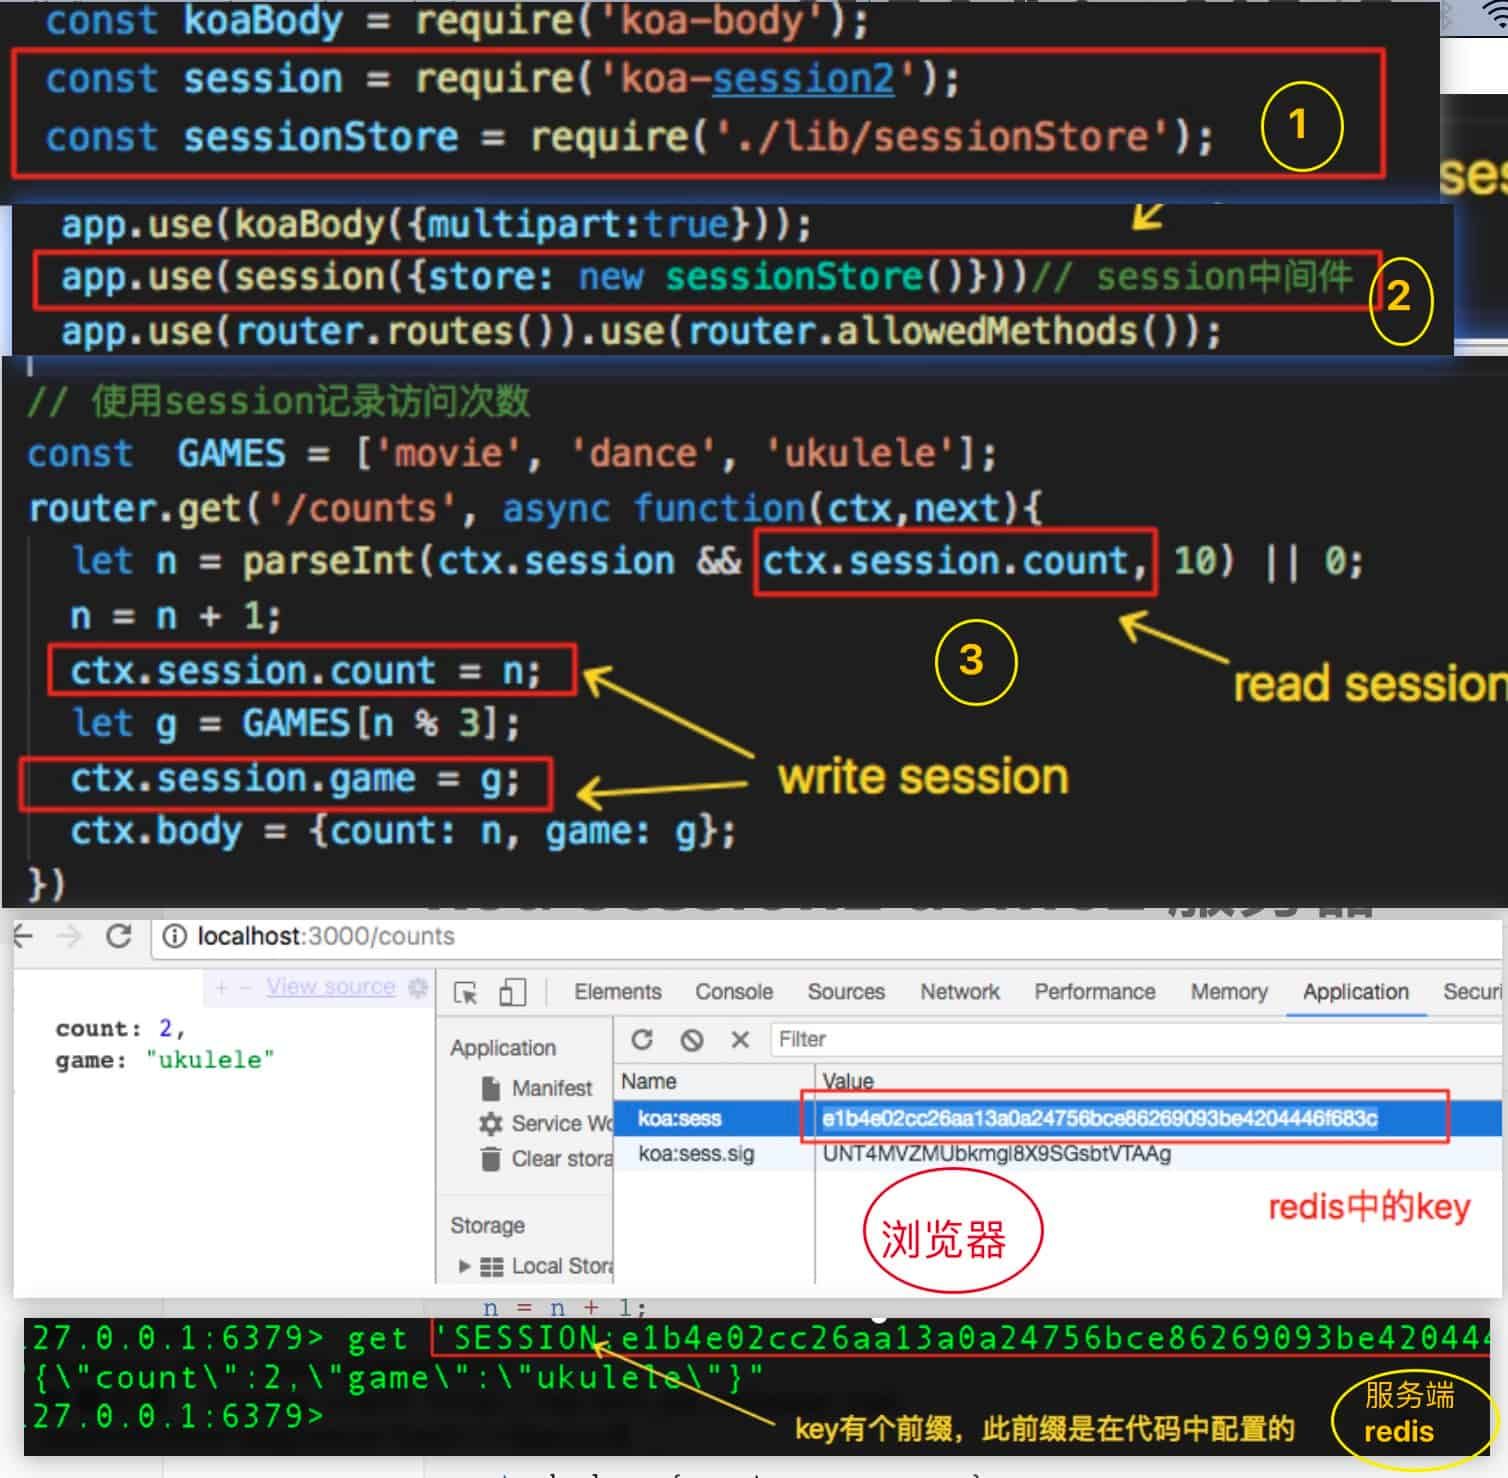 const koaBody = require('koa-body');
const session = require('koa-session2');
const sessionStore = require('./lib/sessionStore');
1
ses
app.use(koaBody({multipart:true}));
app.use(session({store: new sessionStore()}))// session中间件
2
app.use(router.routes()).use(router.allowedMethods());
// 使用session记录访问次数
const GAMES = ['movie', 'dance', 'ukulele'];
router.get('/counts', async function(ctx,next){
let n = parseInt(ctx.session && ctx.session.count, 10) || 0;
n = n + 1;
3
ctx.session.count = n;
read session
let g = GAMES[n % 3];
write session
ctx.session.game = g;
ctx.body = {count: n, game: g};
})
localhost:3000/counts
+ - View source
Elements Console Sources Network Performance Memory Application Securi
count: 2,
game: "ukulele"
Application
Manifest
Service Wo
Clear stora
Storage
Local Stora
Filter
Name Value
koa:sess e1b4e02cc26aa13a0a24756bce86269093be4204446f683c
koa:sess.sig UNT4MVZMUbkmgl8X9SGsbtVTAAg
redis中的key
浏览器
n = n + 1;
27.0.0.1:6379> get 'SESSION:e1b4e02cc26aa13a0a24756bce86269093be420444
{\"count\":2,\"game\":\"ukulele\"}"
27.0.0.1:6379>
key有个前缀，此前缀是在代码中配置的
服务端
redis